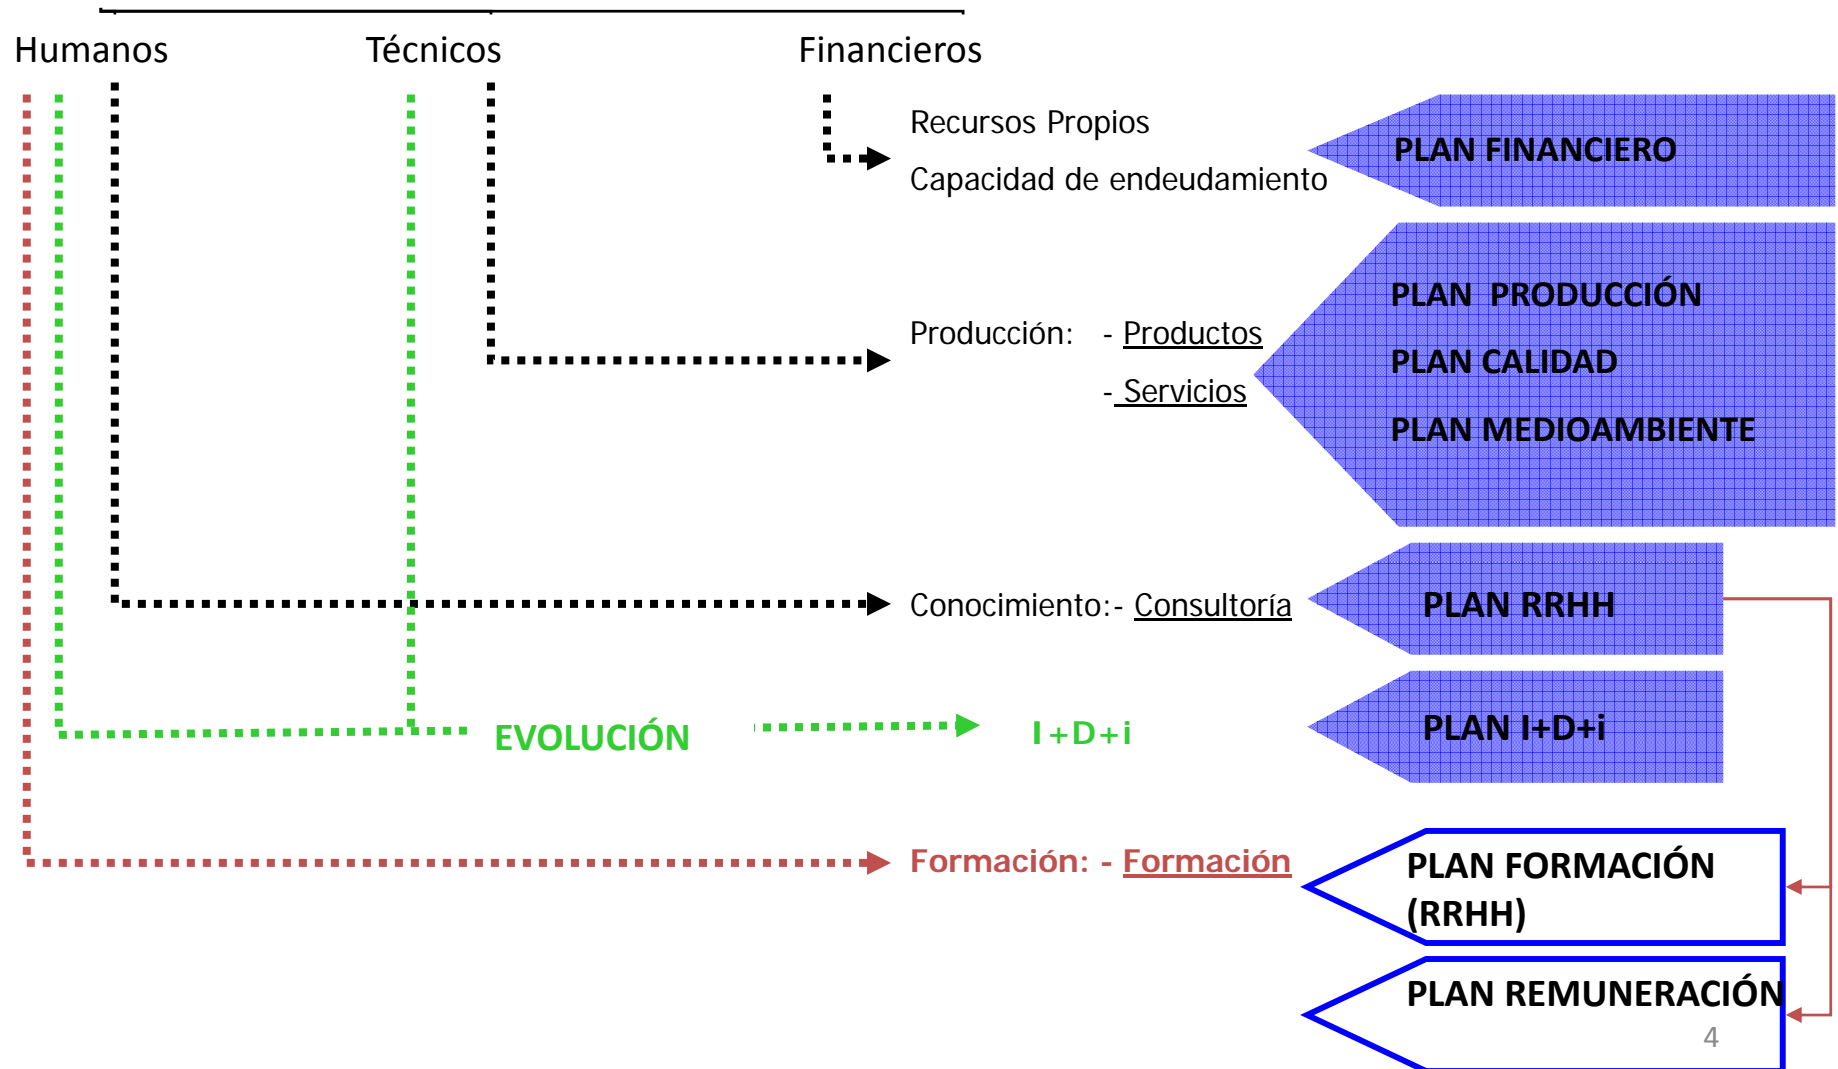 Humanos Técnicos Financieros
Recursos Propios
Capacidad de endeudamiento
PLAN FINANCIERO
Producción: - Productos
- Servicios
PLAN PRODUCCIÓN
PLAN CALIDAD
PLAN MEDIOAMBIENTE
Conocimiento:- Consultoría
PLAN RRHH
EVOLUCIÓN I+D+i
PLAN I+D+i
Formación: - Formación
PLAN FORMACIÓN
(RRHH)
PLAN REMUNERACIÓN
4